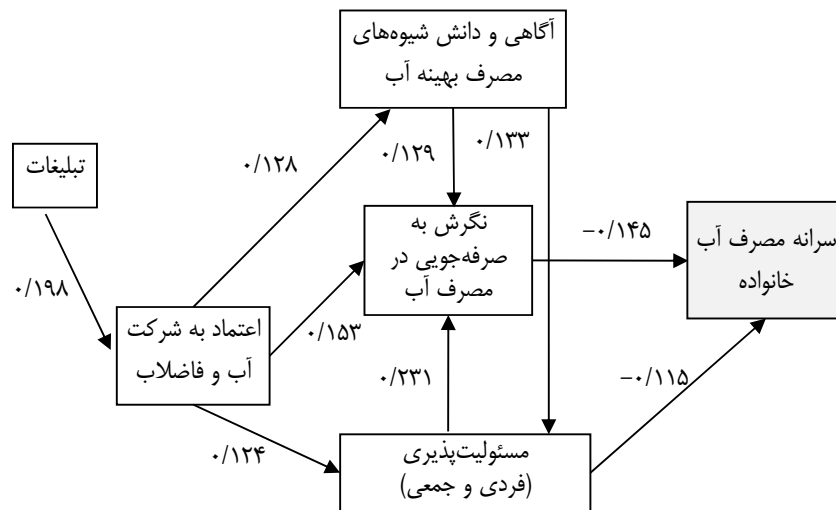 آگاهی و دانش شیوه‌های
مصرف بهینه آب
۰/۱۲۸
۰/۱۲۹
۰/۱۳۳
تبلیغات
نگرش به
صرفه‌جویی در
مصرف آب
−۰/۱۴۵
سرانه مصرف آب
خانواده
۰/۱۹۸
اعتماد به شرکت
آب و فاضلاب
۰/۱۵۳
۰/۲۳۱
−۰/۱۱۵
۰/۱۲۴
مسئولیت‌پذیری
(فردی و جمعی)